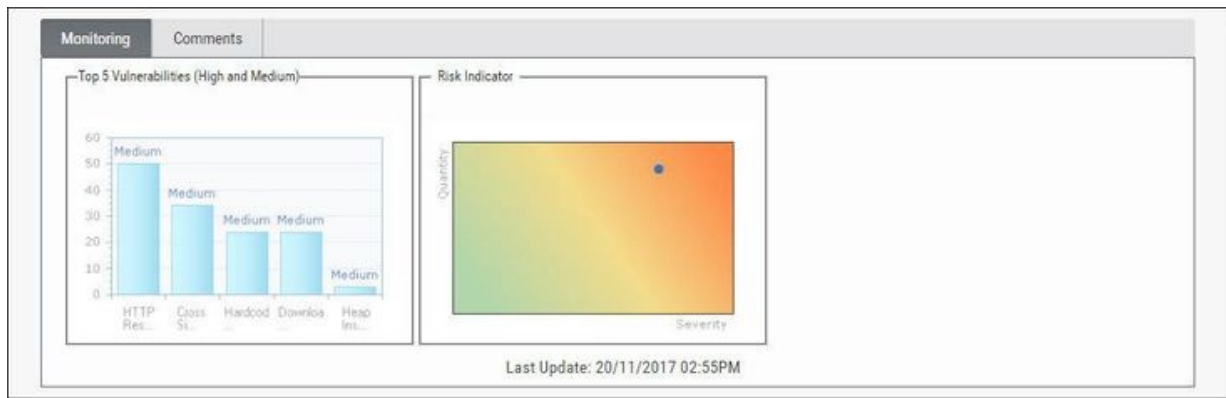 Monitoring
Comments
Top 5 Vulnerabilities (High and Medium)
60
50
40
30
20
10
0
Medium
Medium
Medium
Medium
Medium
HTTP
Res...
Cross
Si...
Hardcod
...
Downloa
...
Heap
Ins...
Risk Indicator
Quantity
Severity
Last Update: 20/11/2017 02:55PM